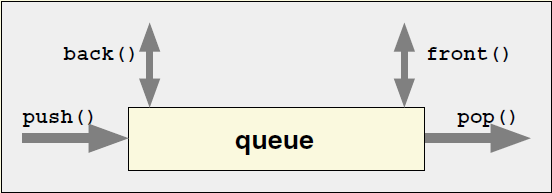 back()
front()
push()
pop()
queue